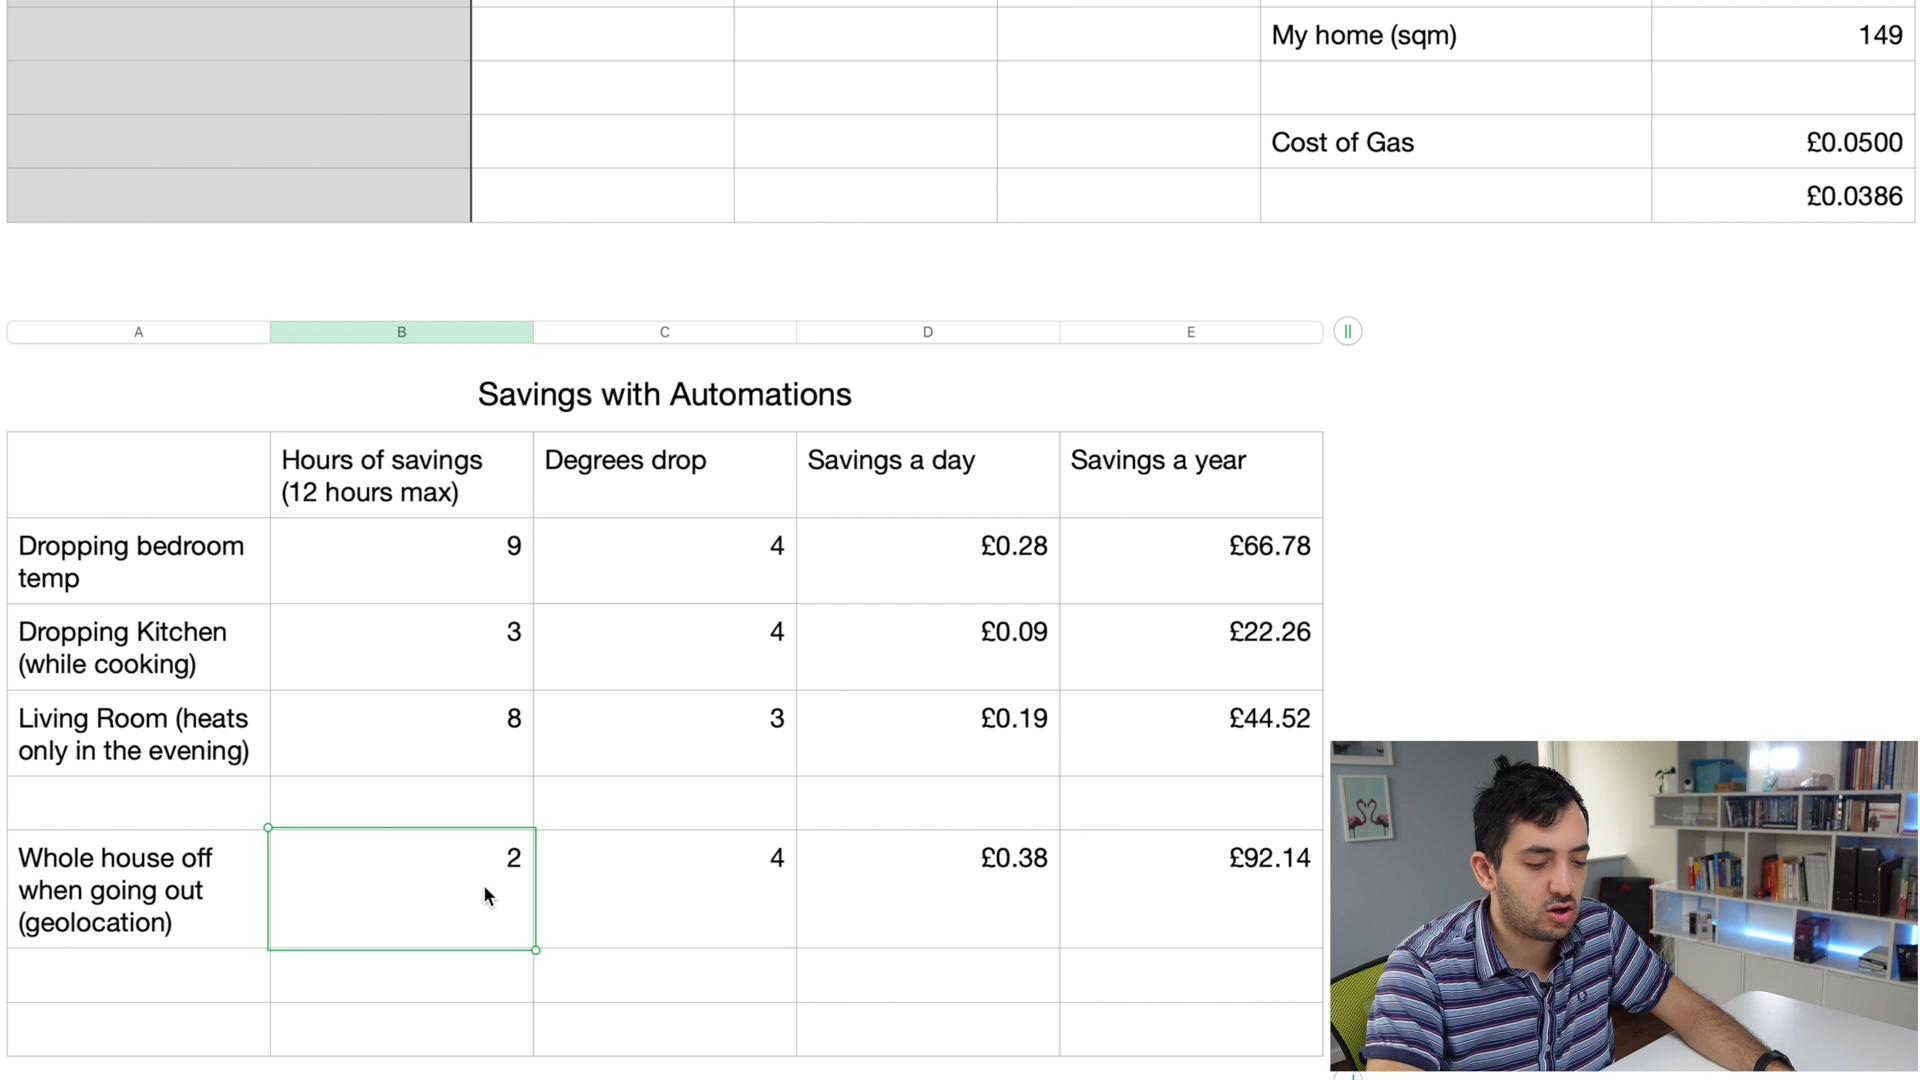 My home (sqm) 149
Cost of Gas £0.0500
£0.0386
A B C D E
Savings with Automations
Hours of savings (12 hours max) Degrees drop Savings a day Savings a year
Dropping bedroom temp 9 4 £0.28 £66.78
Dropping Kitchen (while cooking) 3 4 £0.09 £22.26
Living Room (heats only in the evening) 8 3 £0.19 £44.52
Whole house off when going out (geolocation) 2 4 £0.38 £92.14